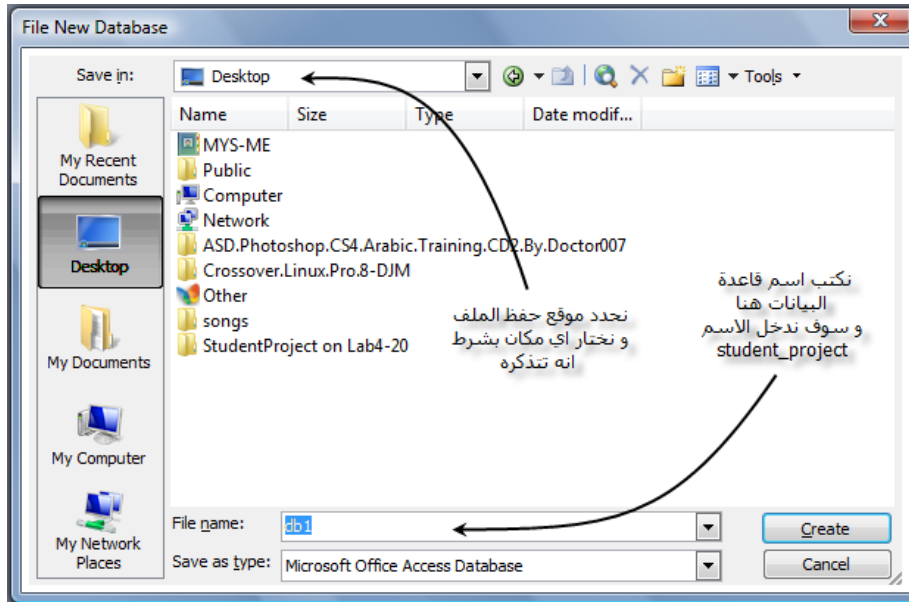 File New Database
Save in:
Desktop
Tools
Name Size Type Date modif...
My Recent
Documents
Desktop
My Documents
My Computer
My Network
Places
MYS-ME
Public
Computer
Network
ASD.Photoshop.CS4.Arabic.Training.CD2.By.Doctor007
Crossover.Linux.Pro.8-DJM
Other
songs
StudentProject on Lab4-20
نحدد موقع حفظ الملف
و نختار اي مكان بشرط
انه تتذكره
نكتب اسم قاعدة
البيانات هنا
و سوف ندخل الاسم
student_project
File name:
db1
Create
Save as type:
Microsoft Office Access Database
Cancel